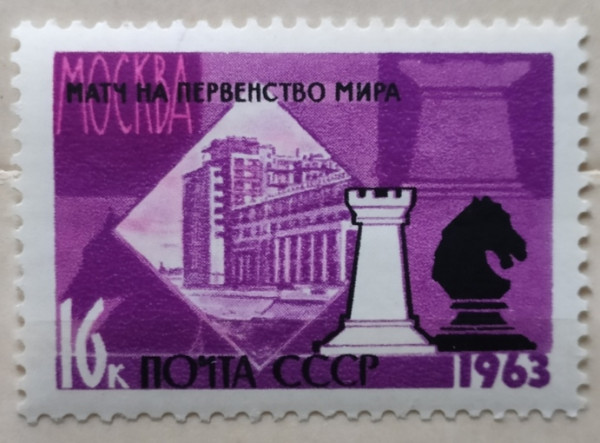 МОСКВА
МАТЧ НА ПЕРВЕНСТВО МИРА
16к ПОЧТА СССР 1963